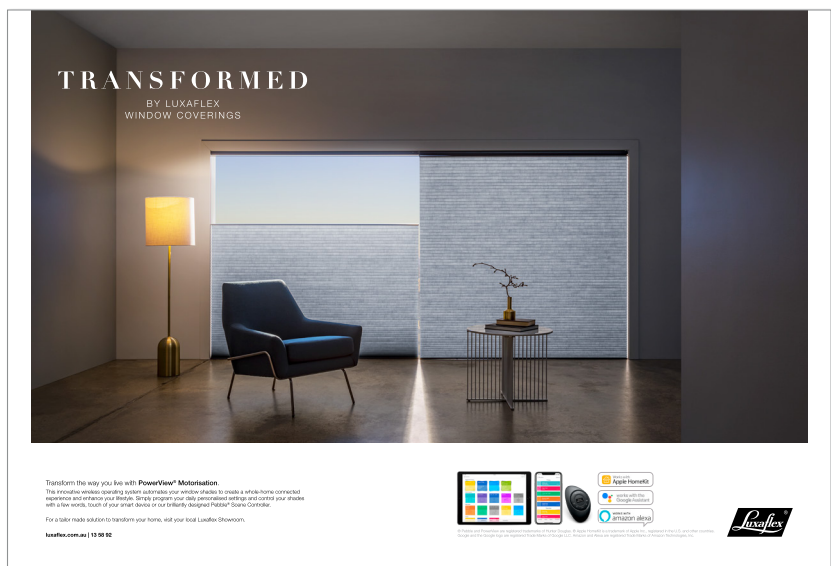 TRANSFORMED
BY LUXAFLEX
WINDOW COVERINGS
Transform the way you live with PowerView® Motorisation.
This innovative wireless operating system automates your window shades to create a whole-home connected
experience and enhance your lifestyle. Simply program your daily personalised settings and control your shades
with a few words, touch of your smart device or our brilliantly designed Pebble® Scene Controller.
For a tailor made solution to transform your home, visit your local Luxaflex Showroom.
luxaflex.com.au | 13 58 92
Apple HomeKit
works with the
Google Assistant
works with
amazon alexa
Luxaflex®